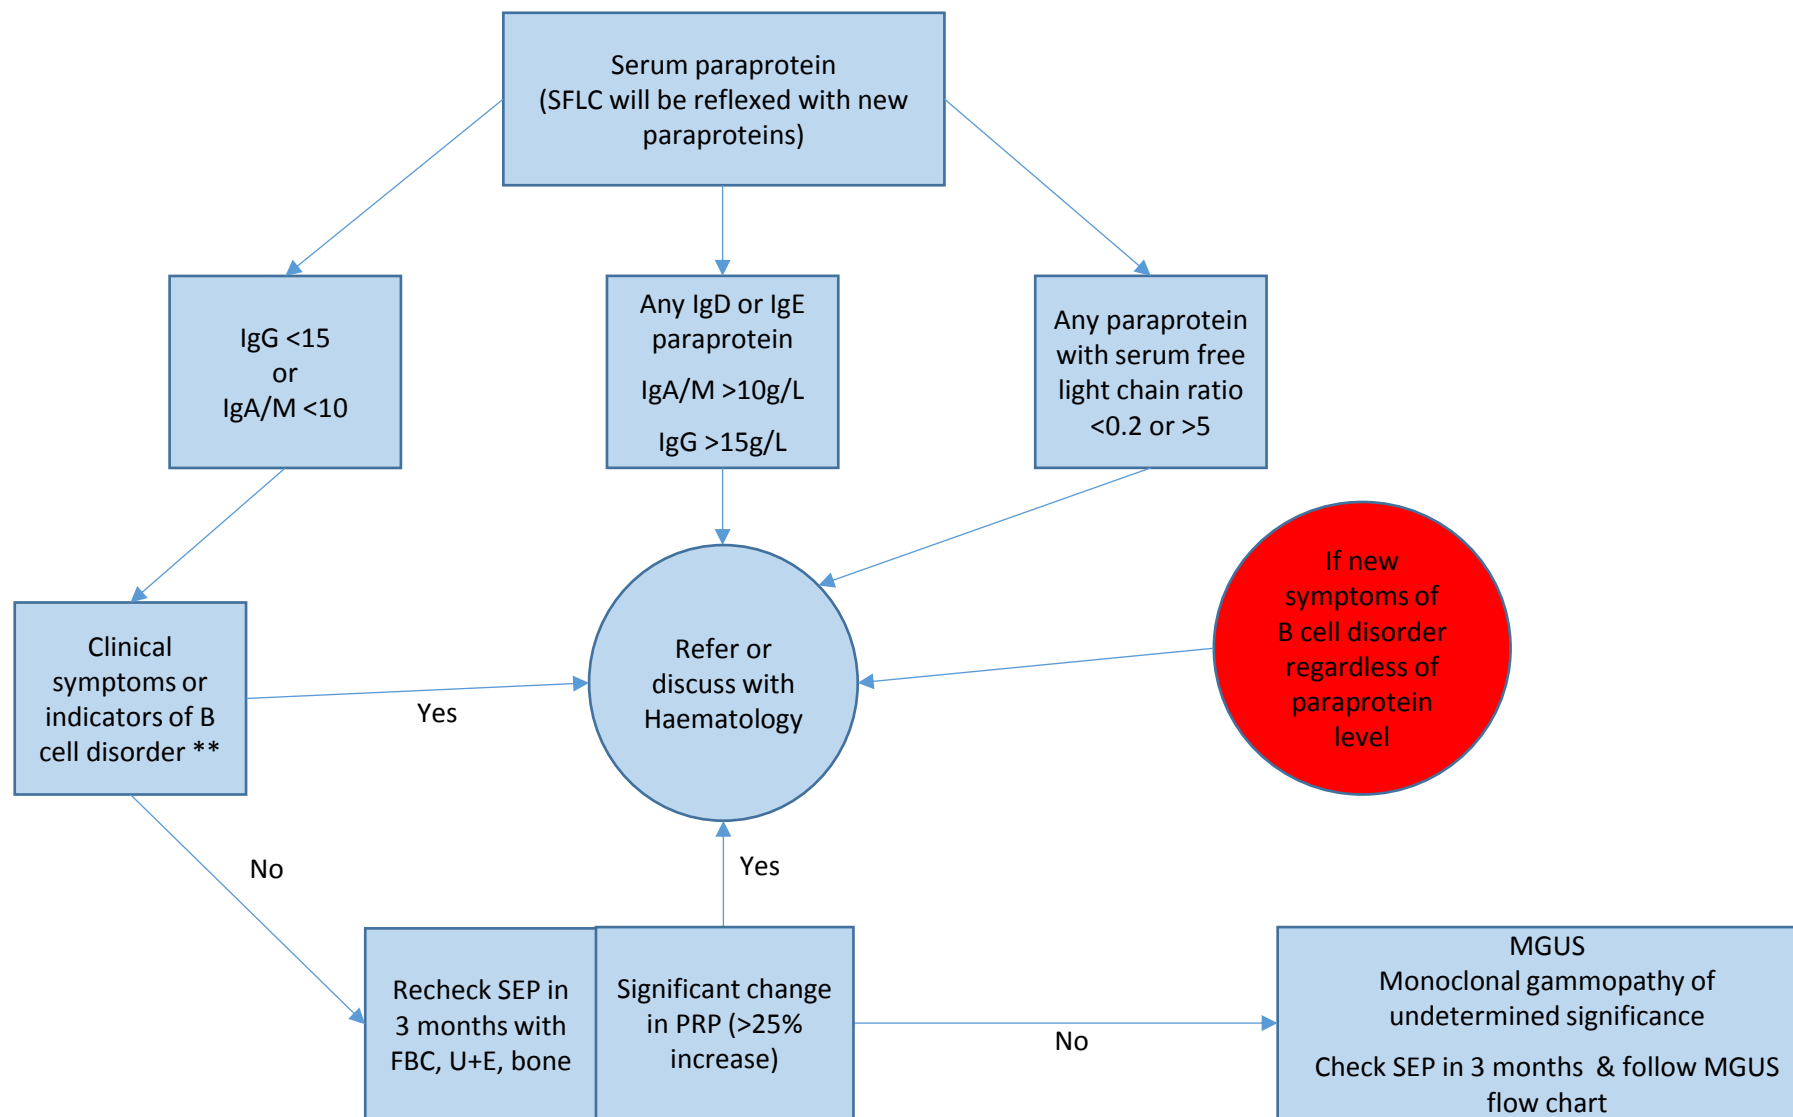 Serum paraprotein
(SFLC will be reflexed with new
paraproteins)
IgG <15
or
IgA/M <10
Any IgD or IgE
paraprotein
IgA/M >10g/L
IgG >15g/L
Any paraprotein
with serum free
light chain ratio
<0.2 or >5
Clinical
symptoms or
indicators of B
cell disorder **
Yes
Refer or
discuss with
Haematology
If new
symptoms of
B cell disorder
regardless of
paraprotein
level
No
Yes
Recheck SEP in
3 months with
FBC, U+E, bone
Significant change
in PRP (>25%
increase)
No
MGUS
Monoclonal gammopathy of
undetermined significance
Check SEP in 3 months & follow MGUS
flow chart